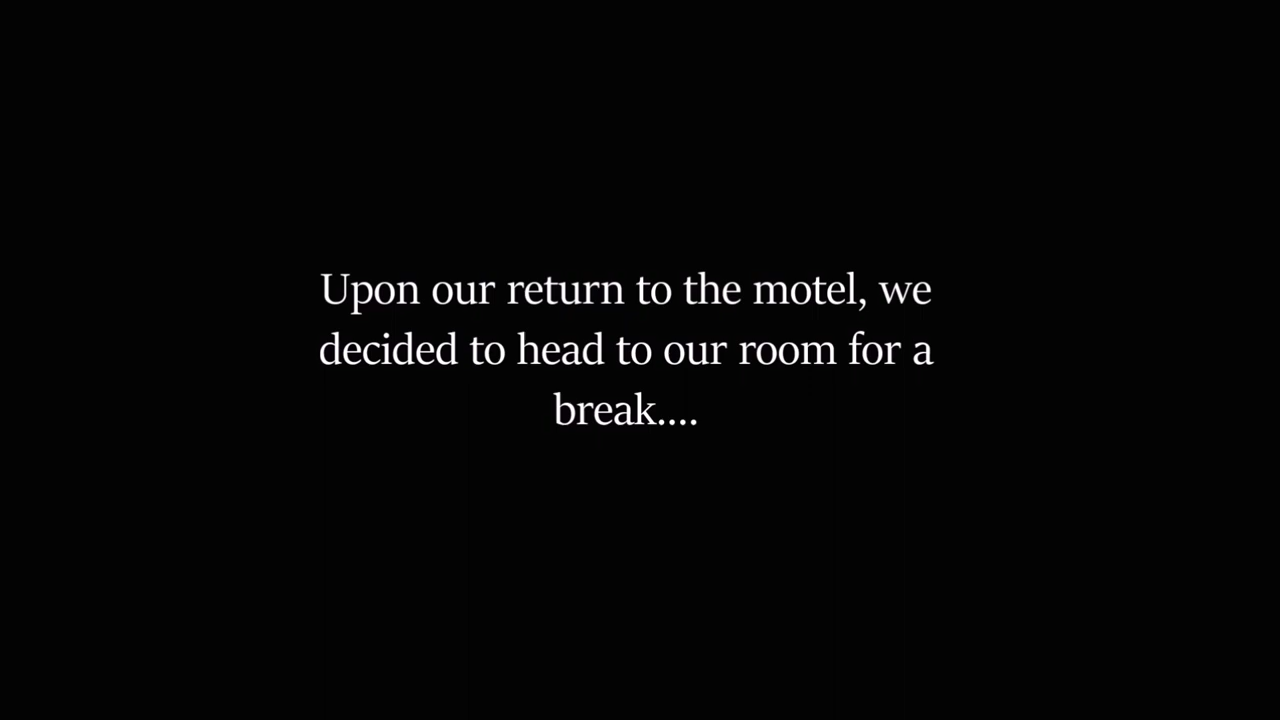 Upon our return to the motel, we
decided to head to our room for a
break....